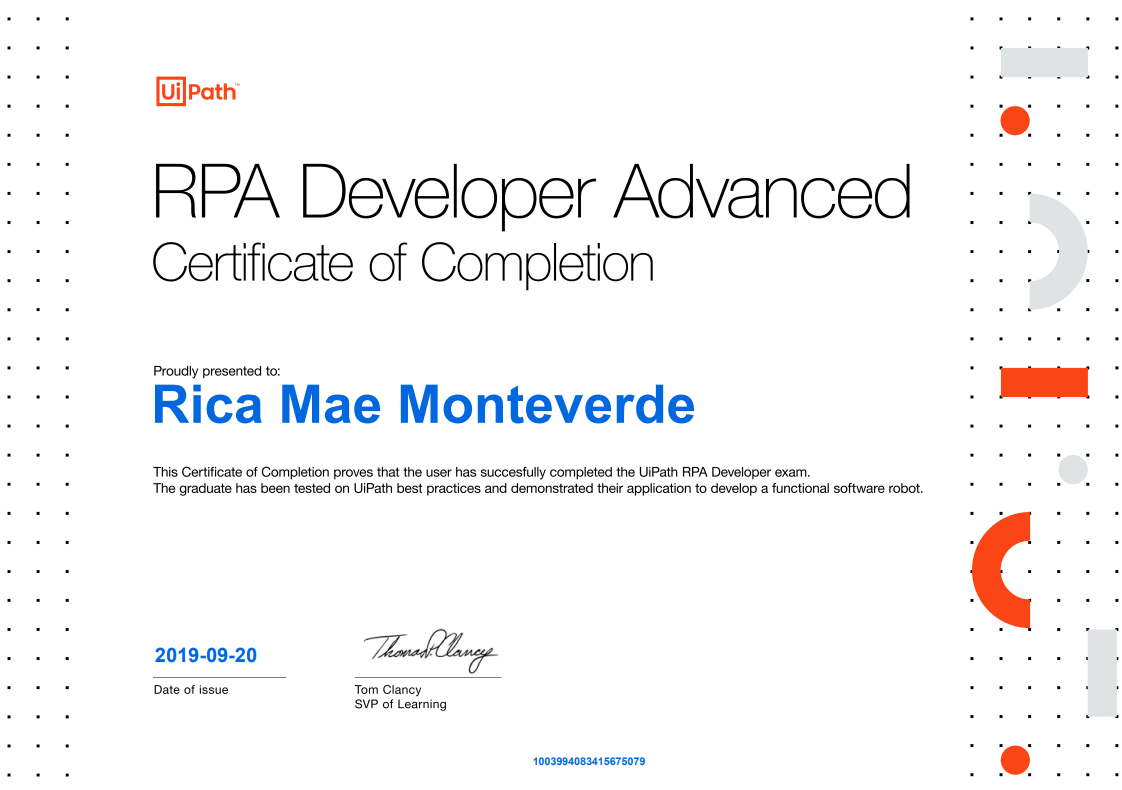 UiPath™
RPA Developer Advanced
Certificate of Completion
Proudly presented to:
Rica Mae Monteverde
This Certificate of Completion proves that the user has succesfully completed the UiPath RPA Developer exam.
The graduate has been tested on UiPath best practices and demonstrated their application to develop a functional software robot.
2019-09-20
Date of issue
Thomas P. Clancy
Tom Clancy
SVP of Learning
1003994083415675079